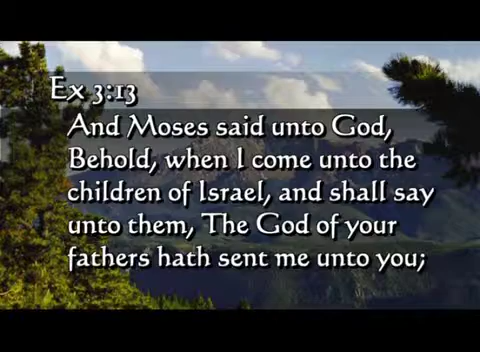 Ex 3:13
And Moses said unto God,
Behold, when I come unto the
children of Israel, and shall say
unto them, The God of your
fathers hath sent me unto you;